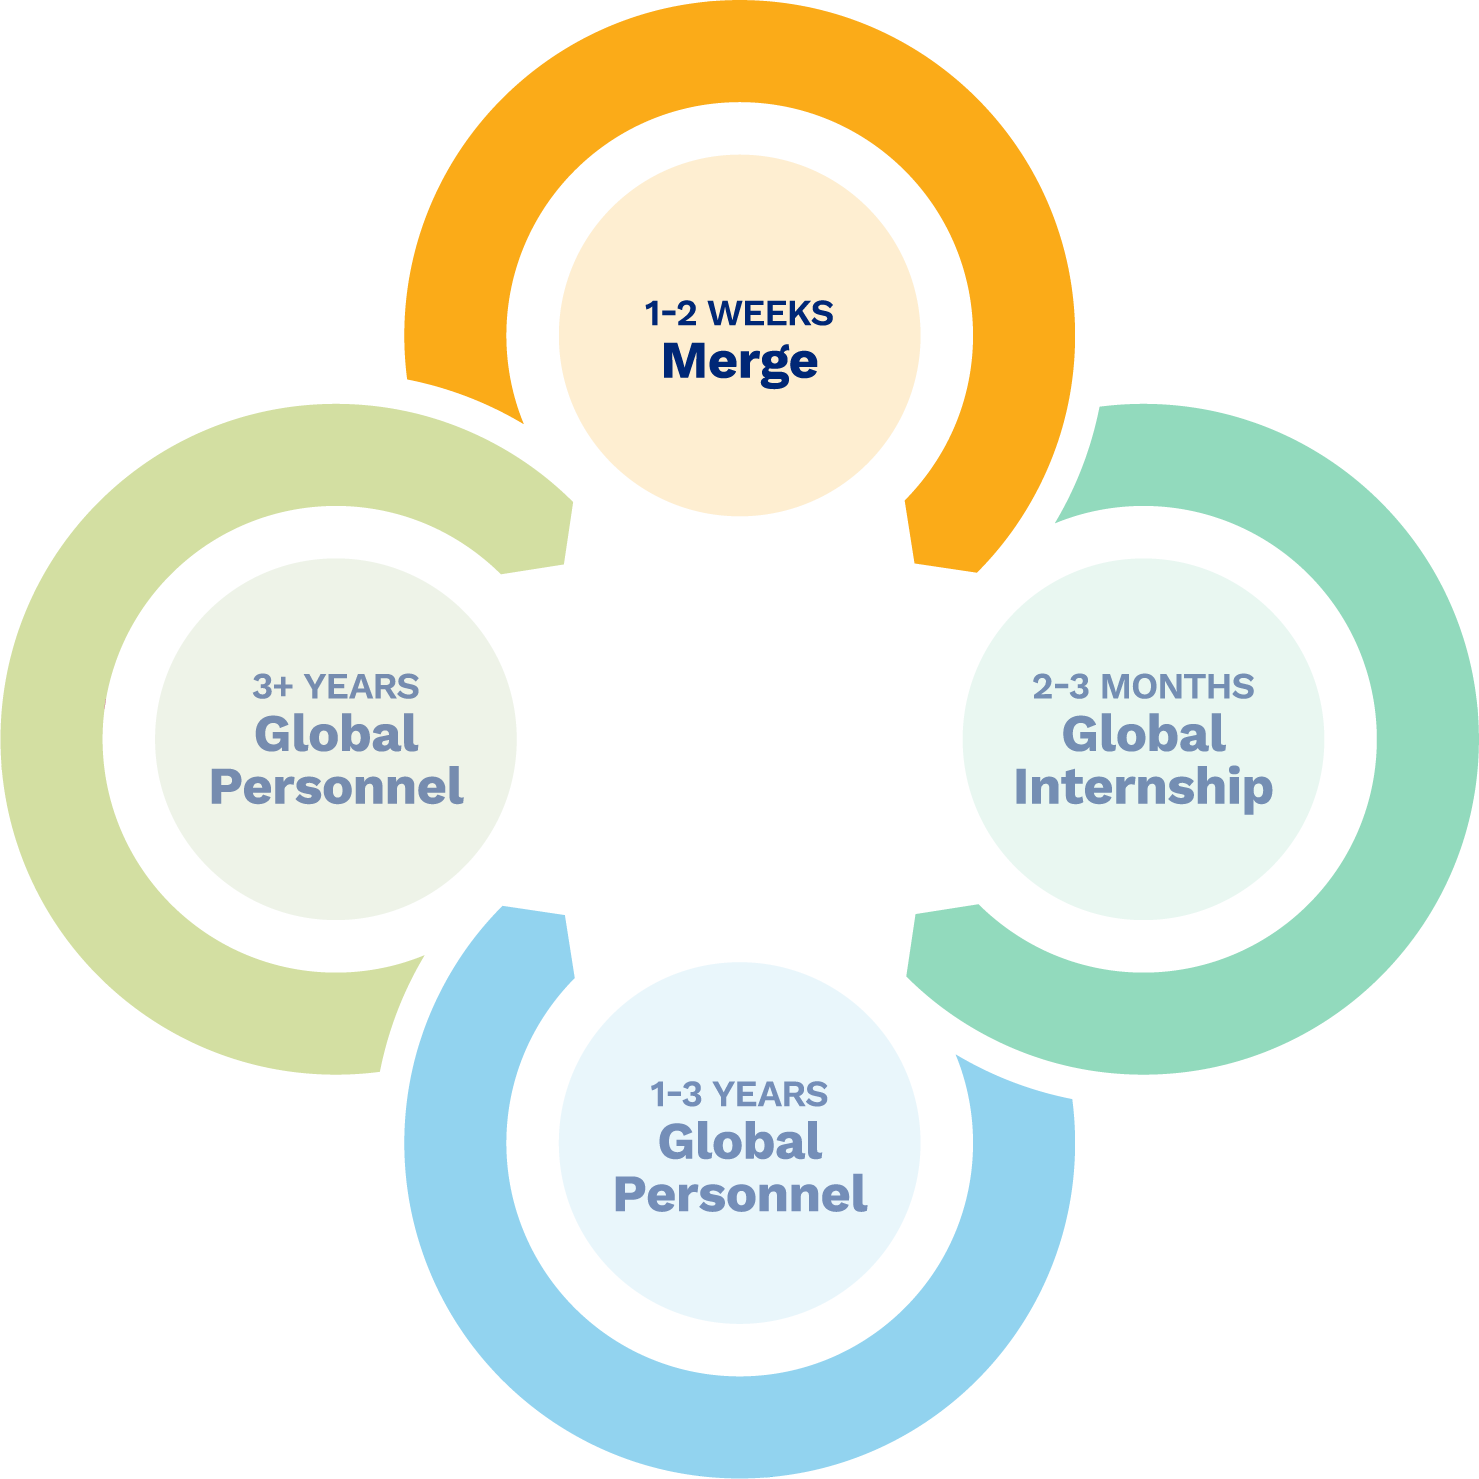 1-2 WEEKS
Merge
2-3 MONTHS
Global
Internship
1-3 YEARS
Global
Personnel
3+ YEARS
Global
Personnel